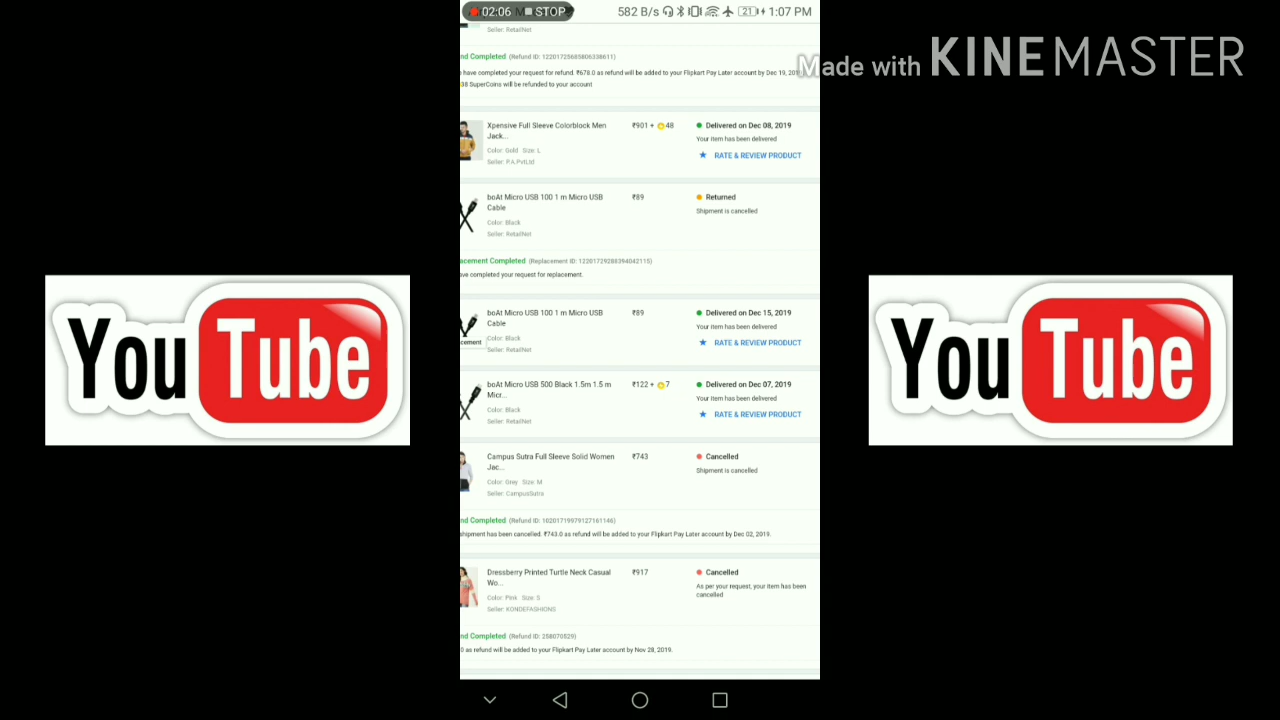 02:06 STOP
582 B/s 21 1:07 PM
Made with KINEMASTER
Seller: RetailNet
nd Completed (Refund ID: 12201725685806338611)
have completed your request for refund. ₹678.0 as refund will be added to your Flipkart Pay Later account by Dec 19, 201
38 SuperCoins will be refunded to your account
Xpensive Full Sleeve Colorblock Men Jack...
₹901 + 48
Delivered on Dec 08, 2019
Your item has been delivered
Color: Gold Size: L
Seller: P.A.PvtLtd
RATE & REVIEW PRODUCT
boAt Micro USB 100 1 m Micro USB
Cable
₹89
Returned
Shipment is cancelled
Color: Black
Seller: RetailNet
acement Completed (Replacement ID: 12201729288394042115)
ave completed your request for replacement.
boAt Micro USB 100 1 m Micro USB
Cable
₹89
Delivered on Dec 15, 2019
Your item has been delivered
cement
Color: Black
Seller: RetailNet
RATE & REVIEW PRODUCT
boAt Micro USB 500 Black 1.5m 1.5 m
Micr...
₹122 + 7
Delivered on Dec 07, 2019
Your item has been delivered
Color: Black
Seller: RetailNet
RATE & REVIEW PRODUCT
Campus Sutra Full Sleeve Solid Women
Jac...
₹743
Cancelled
Shipment is cancelled
Color: Grey Size: M
Seller: CampusSutra
nd Completed (Refund ID: 10201719979127161146)
shipment has been cancelled. ₹743.0 as refund will be added to your Flipkart Pay Later account by Dec 02, 2019.
Dressberry Printed Turtle Neck Casual
Wo...
₹917
Cancelled
As per your request, your item has been
cancelled
Color: Pink Size: S
Seller: KONDEFASHIONS
nd Completed (Refund ID: 258070529)
0 as refund will be added to your Flipkart Pay Later account by Nov 28, 2019.
YouTube
YouTube